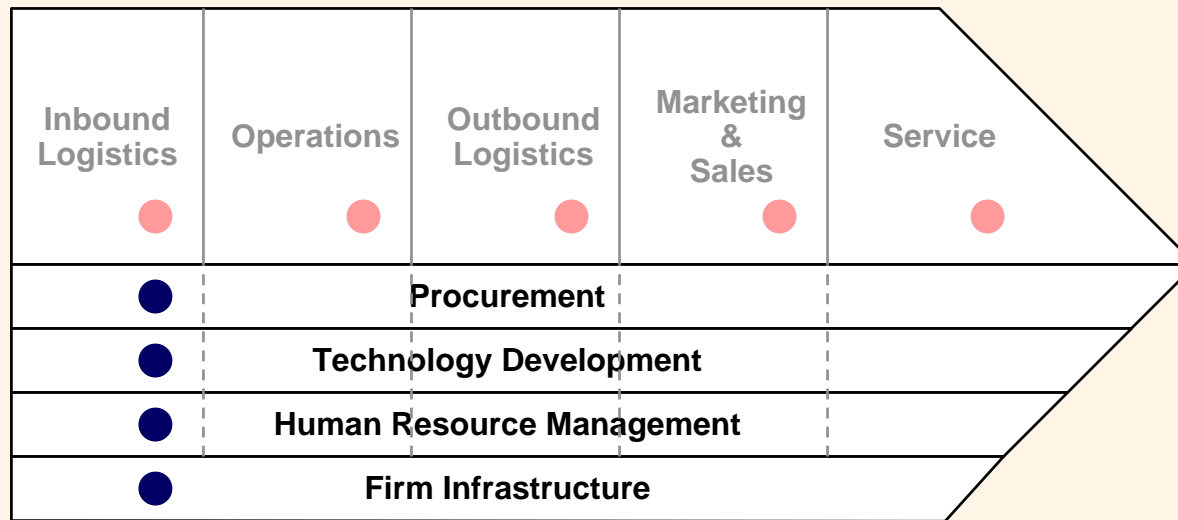 Inbound
Logistics
Operations
Outbound
Logistics
Marketing
&
Sales
Service
Procurement
Technology Development
Human Resource Management
Firm Infrastructure